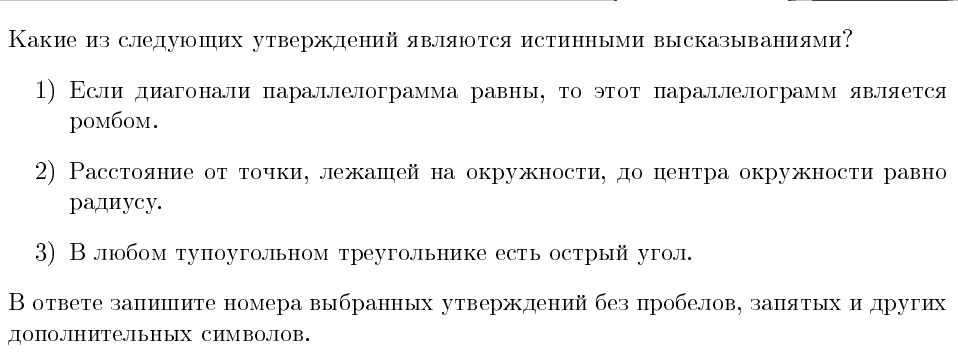 Какие из следующих утверждений являются истинными высказываниями?
1) Если диагонали параллелограмма равны, то этот параллелограмм является
ромбом.
2) Расстояние от точки, лежащей на окружности, до центра окружности равно
радиусу.
3) В любом тупоугольном треугольнике есть острый угол.
В ответе запишите номера выбранных утверждений без пробелов, запятых и других
дополнительных символов.